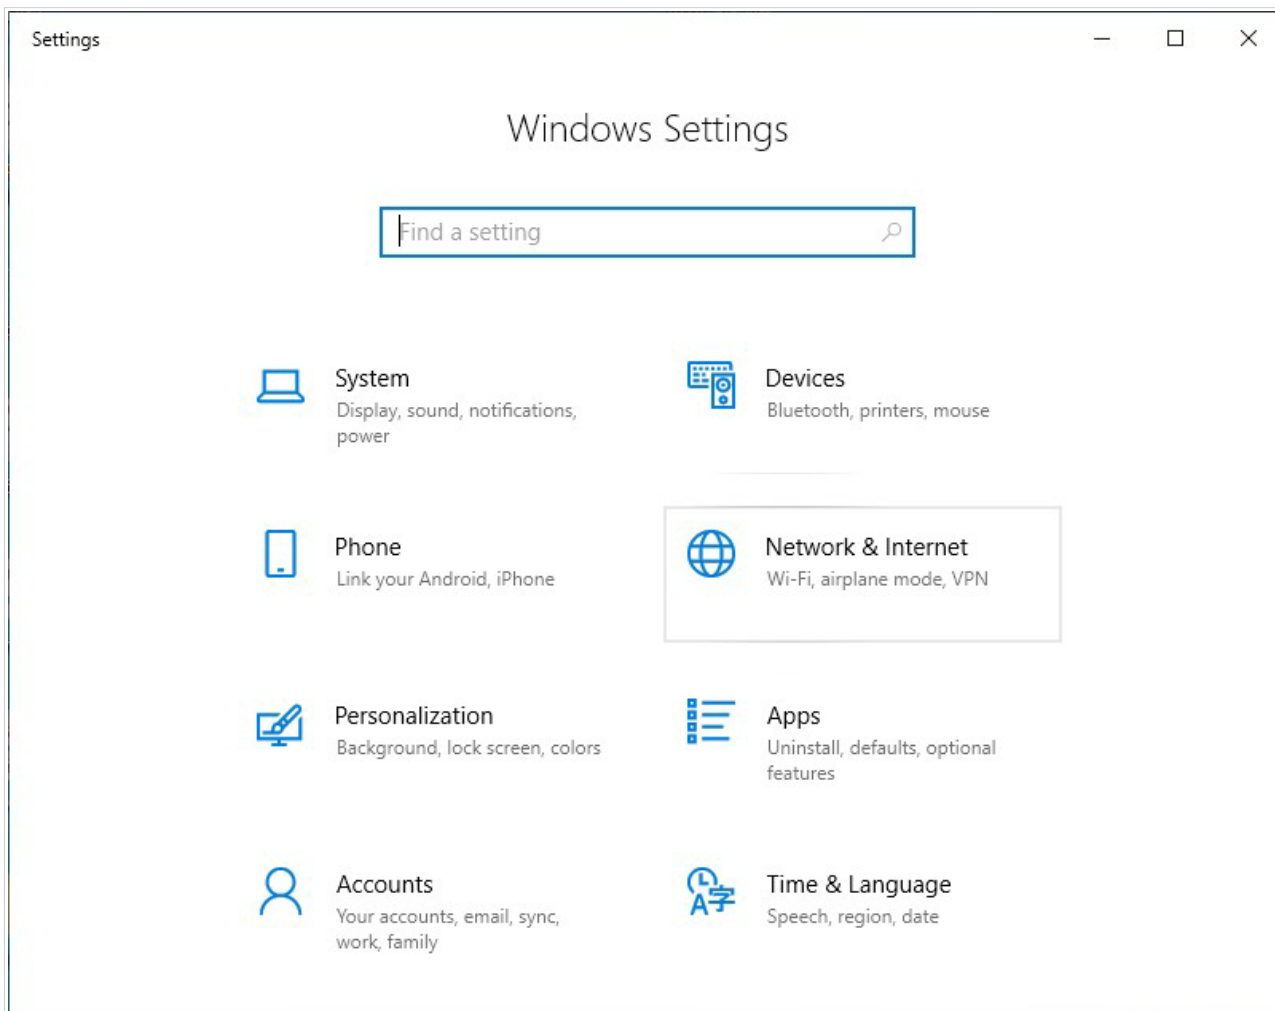 Settings
Windows Settings
Find a setting
System
Display, sound, notifications,
power
Devices
Bluetooth, printers, mouse
Phone
Link your Android, iPhone
Network & Internet
Wi-Fi, airplane mode, VPN
Personalization
Background, lock screen, colors
Apps
Uninstall, defaults, optional
features
Accounts
Your accounts, email, sync,
work, family
Time & Language
Speech, region, date
A字